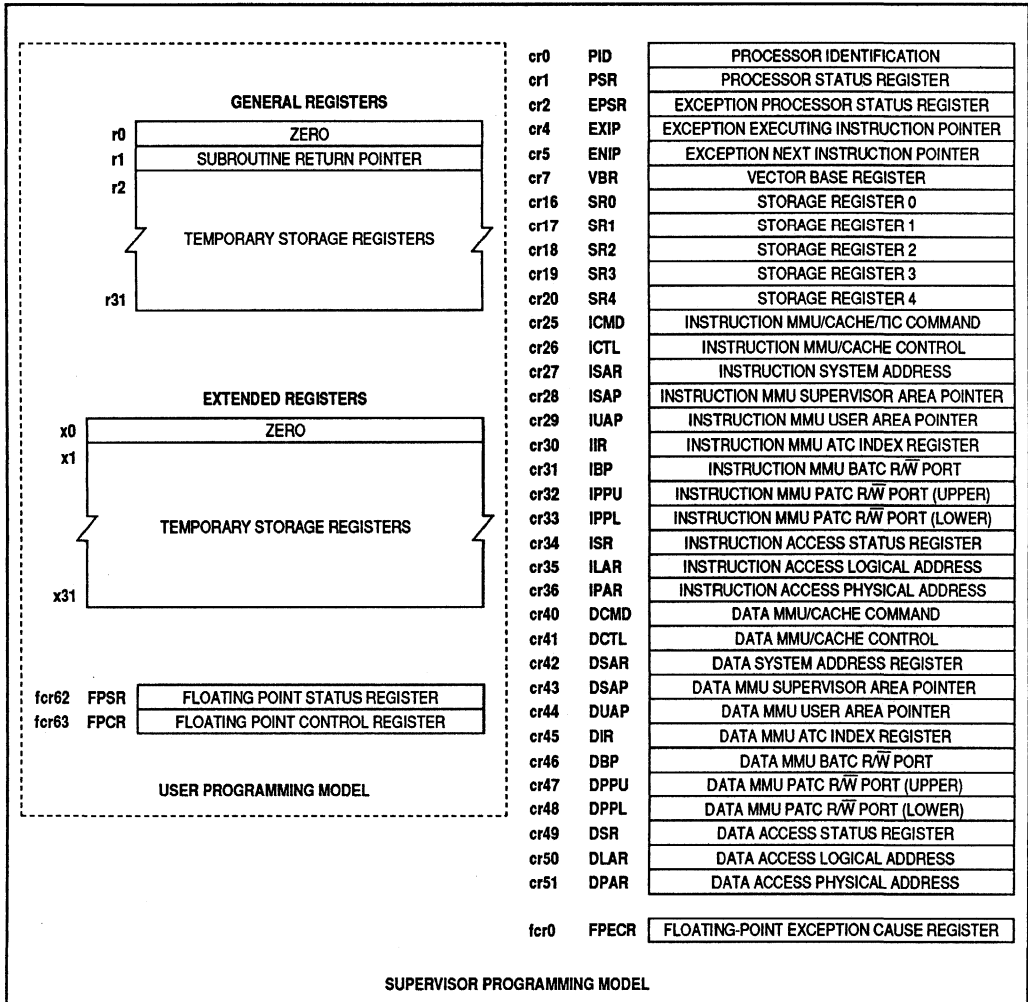 GENERAL REGISTERS
r0 ZERO
r1 SUBROUTINE RETURN POINTER
r2
TEMPORARY STORAGE REGISTERS
r31
EXTENDED REGISTERS
x0 ZERO
x1
TEMPORARY STORAGE REGISTERS
x31
fcr62 FPSR FLOATING POINT STATUS REGISTER
fcr63 FPCR FLOATING POINT CONTROL REGISTER
USER PROGRAMMING MODEL
cr0 PID PROCESSOR IDENTIFICATION
cr1 PSR PROCESSOR STATUS REGISTER
cr2 EPSR EXCEPTION PROCESSOR STATUS REGISTER
cr4 EXIP EXCEPTION EXECUTING INSTRUCTION POINTER
cr5 ENIP EXCEPTION NEXT INSTRUCTION POINTER
cr7 VBR VECTOR BASE REGISTER
cr16 SR0 STORAGE REGISTER 0
cr17 SR1 STORAGE REGISTER 1
cr18 SR2 STORAGE REGISTER 2
cr19 SR3 STORAGE REGISTER 3
cr20 SR4 STORAGE REGISTER 4
cr25 ICMD INSTRUCTION MMU/CACHE/TIC COMMAND
cr26 ICTL INSTRUCTION MMU/CACHE CONTROL
cr27 ISAR INSTRUCTION SYSTEM ADDRESS
cr28 ISAP INSTRUCTION MMU SUPERVISOR AREA POINTER
cr29 IUAP INSTRUCTION MMU USER AREA POINTER
cr30 IIR INSTRUCTION MMU ATC INDEX REGISTER
cr31 IBP INSTRUCTION MMU BATC R/W̅ PORT
cr32 IPPU INSTRUCTION MMU PATC R/W̅ PORT (UPPER)
cr33 IPPL INSTRUCTION MMU PATC R/W̅ PORT (LOWER)
cr34 ISR INSTRUCTION ACCESS STATUS REGISTER
cr35 ILAR INSTRUCTION ACCESS LOGICAL ADDRESS
cr36 IPAR INSTRUCTION ACCESS PHYSICAL ADDRESS
cr40 DCMD DATA MMU/CACHE COMMAND
cr41 DCTL DATA MMU/CACHE CONTROL
cr42 DSAR DATA SYSTEM ADDRESS REGISTER
cr43 DSAP DATA MMU SUPERVISOR AREA POINTER
cr44 DUAP DATA MMU USER AREA POINTER
cr45 DIR DATA MMU ATC INDEX REGISTER
cr46 DBP DATA MMU BATC R/W̅ PORT
cr47 DPPU DATA MMU PATC R/W̅ PORT (UPPER)
cr48 DPPL DATA MMU PATC R/W̅ PORT (LOWER)
cr49 DSR DATA ACCESS STATUS REGISTER
cr50 DLAR DATA ACCESS LOGICAL ADDRESS
cr51 DPAR DATA ACCESS PHYSICAL ADDRESS
fcr0 FPECR FLOATING-POINT EXCEPTION CAUSE REGISTER
SUPERVISOR PROGRAMMING MODEL